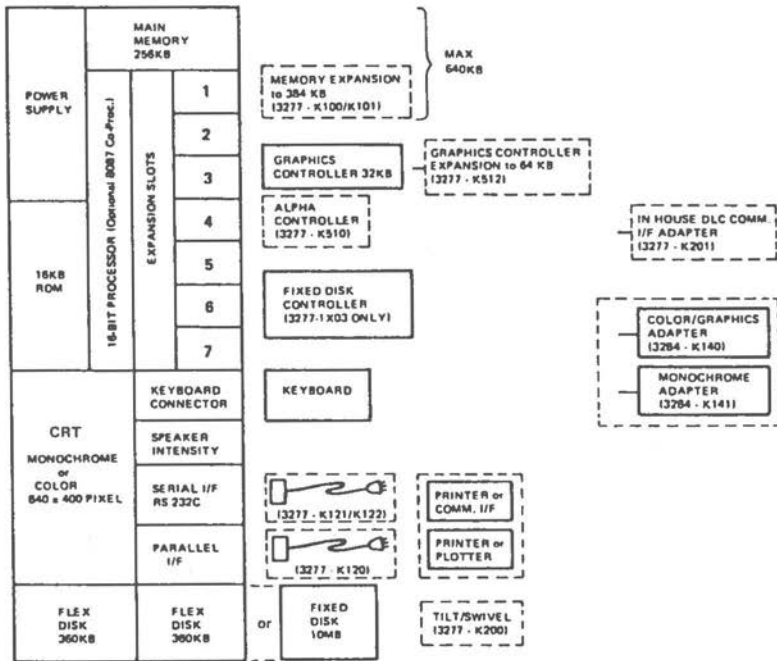 MAIN
MEMORY
256KB
POWER
SUPPLY
16-BIT PROCESSOR (Optional 8087 Co-Proc.)
EXPANSION SLOTS
1
2
3
4
5
6
7
MEMORY EXPANSION
to 384 KB
(3277 - K100/K101)
MAX
640KB
GRAPHICS
CONTROLLER 32KB
GRAPHICS CONTROLLER
EXPANSION to 64 KB
(3277 - K512)
ALPHA
CONTROLLER
(3277 - K510)
IN HOUSE DLC COMM.
I/F ADAPTER
(3277 - K201)
16KB
ROM
FIXED DISK
CONTROLLER
(3277-1X03 ONLY)
COLOR/GRAPHICS
ADAPTER
(3284 - K140)
MONOCHROME
ADAPTER
(3284 - K141)
KEYBOARD
CONNECTOR
KEYBOARD
CRT
MONOCHROME
or
COLOR
640 x 400 PIXEL
SPEAKER
INTENSITY
SERIAL I/F
RS 232C
(3277 - K121/K122)
PRINTER or
COMM. I/F
PARALLEL
I/F
(3277 - K120)
PRINTER or
PLOTTER
FLEX
DISK
360KB
FLEX
DISK
360KB
or
FIXED
DISK
10MB
TILT/SWIVEL
(3277 - K200)